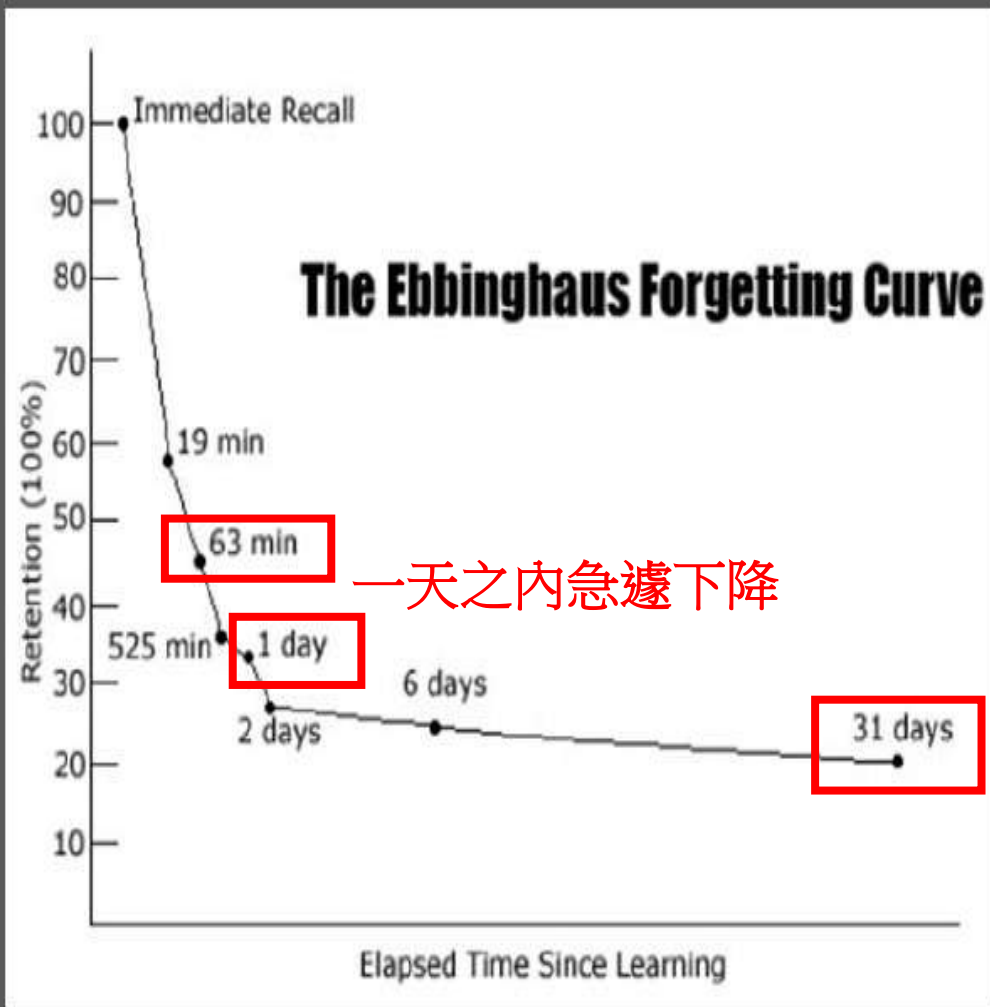 Immediate Recall
100
90
80
The Ebbinghaus Forgetting Curve
70
60
19 min
50
63 min
一天之內急遽下降
40
525 min
1 day
30
6 days
2 days
31 days
20
10
Retention (100%)
Elapsed Time Since Learning